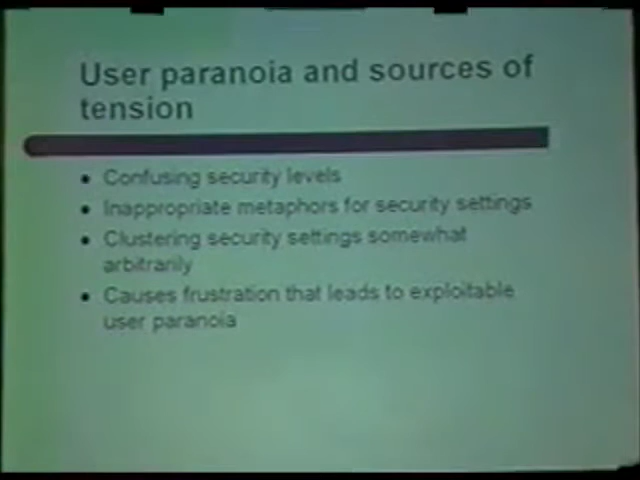 User paranoia and sources of
tension
• Confusing security levels
• Inappropriate metaphors for security settings
• Clustering security settings somewhat
arbitrarily
• Causes frustration that leads to exploitable
user paranoia